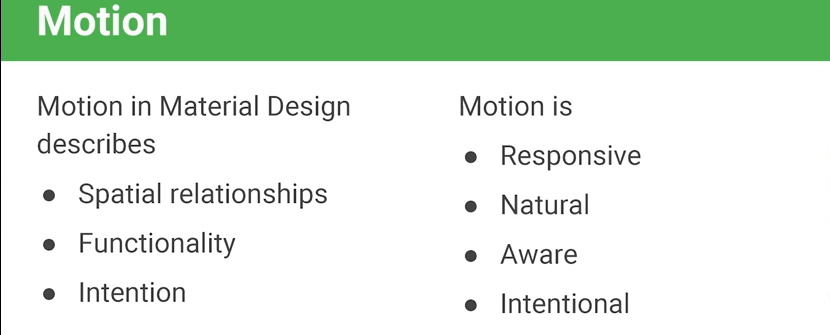 Motion
Motion in Material Design
describes
● Spatial relationships
● Functionality
● Intention
Motion is
● Responsive
● Natural
● Aware
● Intentional